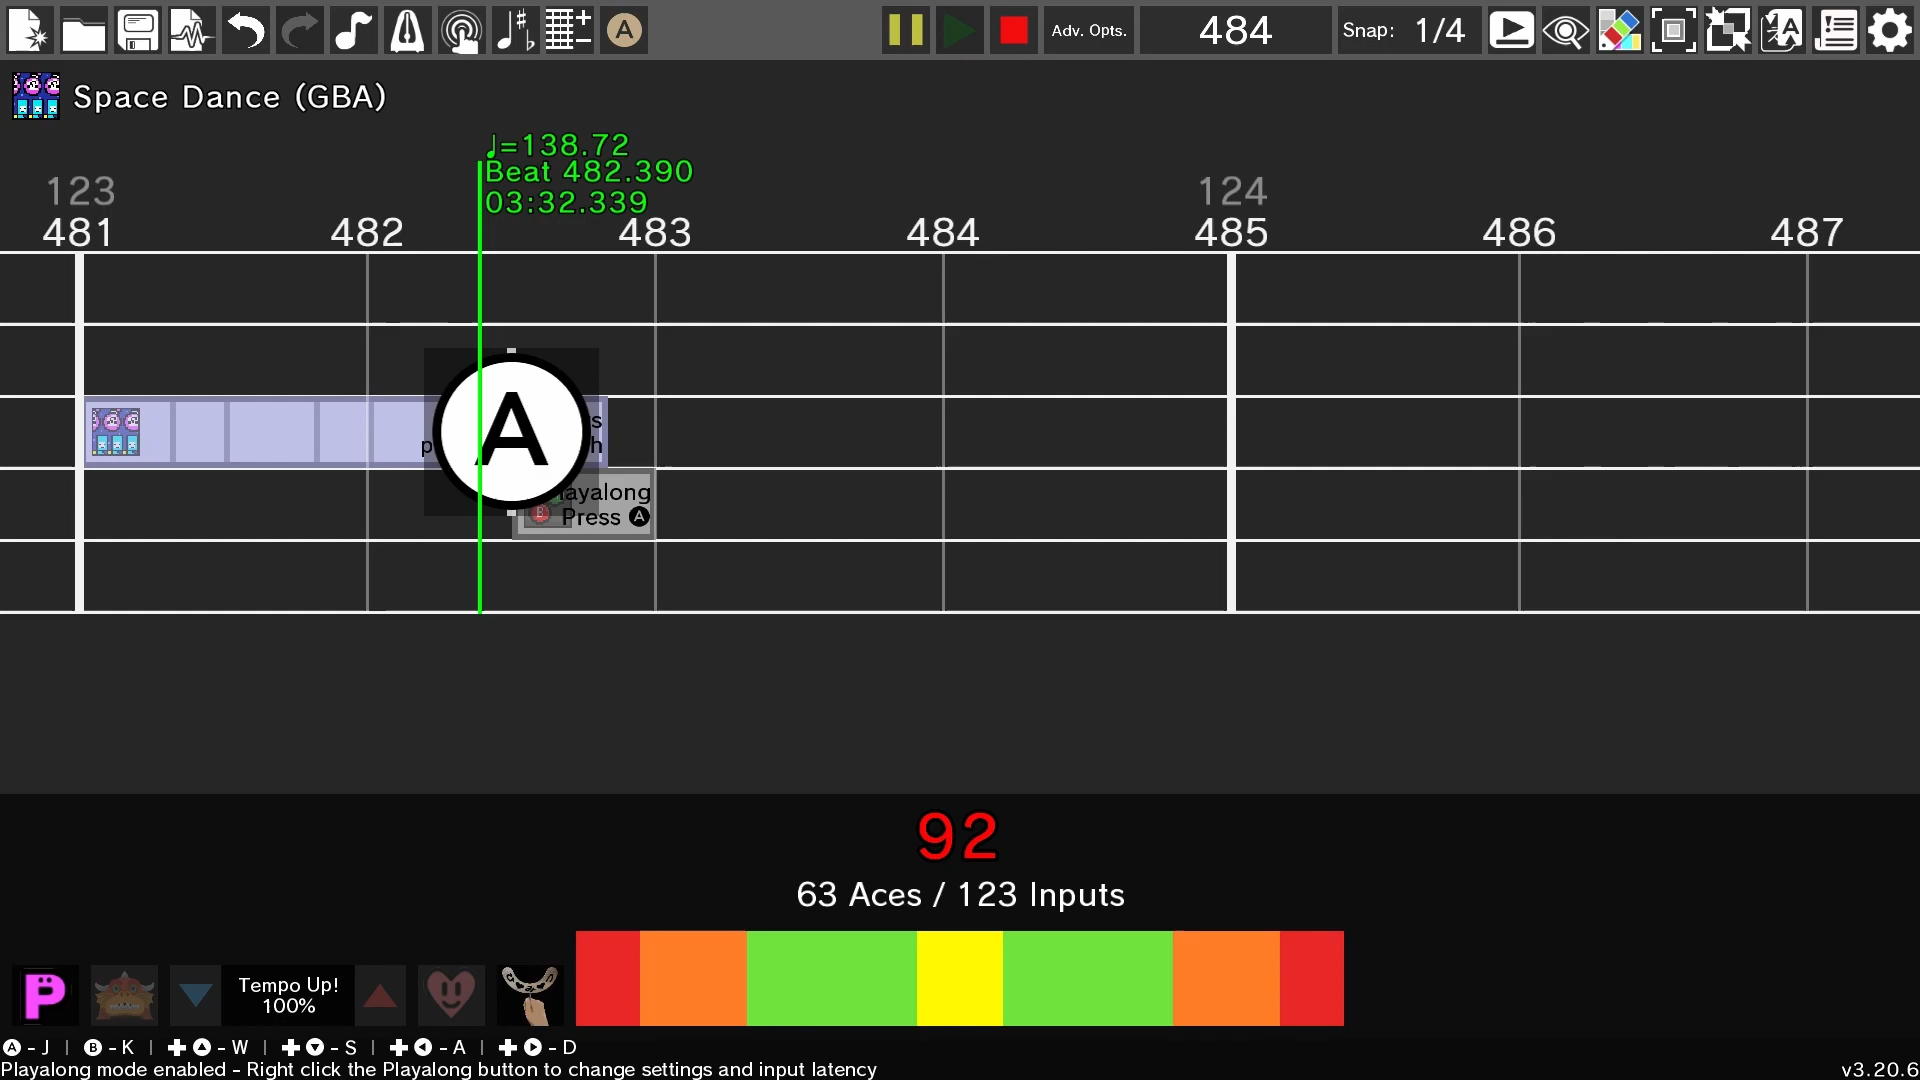 A
Adv. Opts.
484
Snap: 1/4
A
Space Dance (GBA)
♩=138.72
Beat 482.390
03:32.339
123
124
481
482
483
484
485
486
487
A
B
Press A
92
63 Aces / 123 Inputs
P
Tempo Up!
100%
A - J | B - K | - W | - S | - A | - D
Playalong mode enabled - Right click the Playalong button to change settings and input latency
v3.20.6